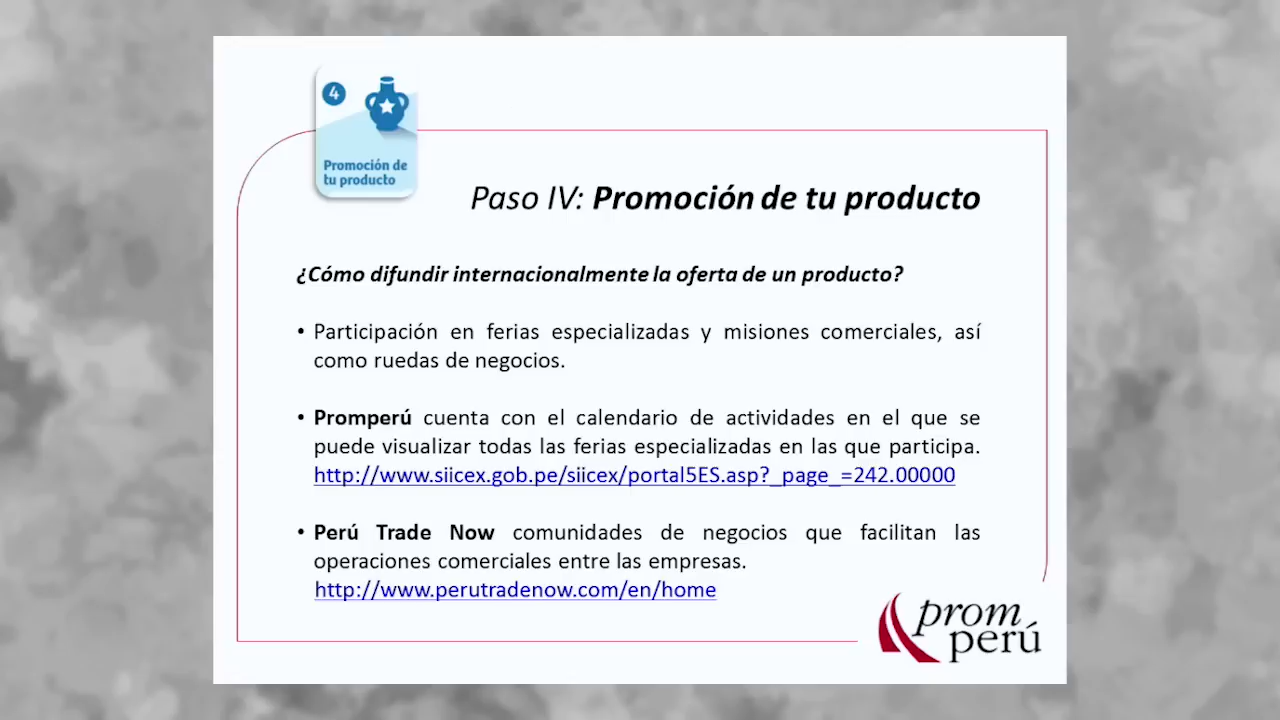 4
Promoción de
tu producto
Paso IV: Promoción de tu producto
¿Cómo difundir internacionalmente la oferta de un producto?
• Participación en ferias especializadas y misiones comerciales, así
como ruedas de negocios.
• Promperú cuenta con el calendario de actividades en el que se
puede visualizar todas las ferias especializadas en las que participa.
http://www.siicex.gob.pe/siicex/portal5ES.asp?_page_=242.00000
• Perú Trade Now comunidades de negocios que facilitan las
operaciones comerciales entre las empresas.
http://www.perutradenow.com/en/home
prom
perú